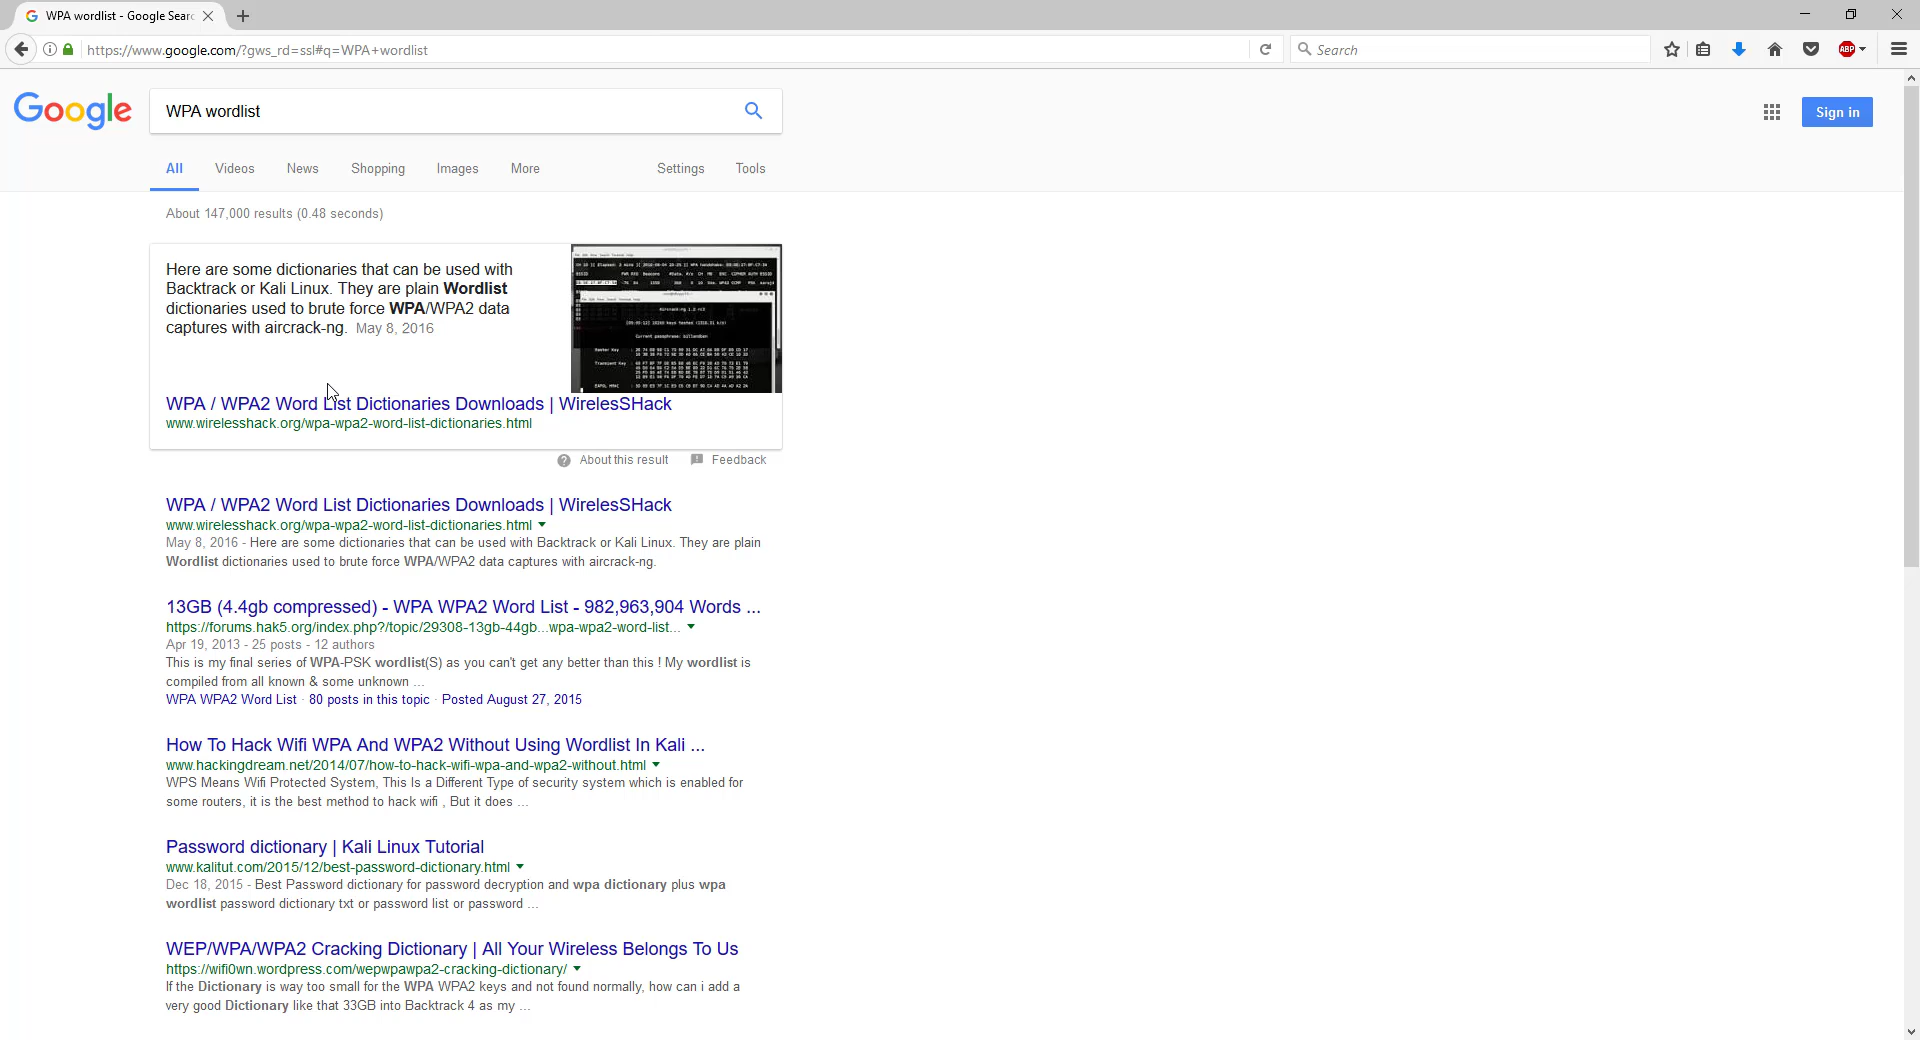 WPA wordlist - Google Sear
https://www.google.com/?gws_rd=ssl#q=WPA+wordlist
Search
ABP
Google
WPA wordlist
Sign in
All Videos News Shopping Images More Settings Tools
About 147,000 results (0.48 seconds)
Here are some dictionaries that can be used with
Backtrack or Kali Linux. They are plain Wordlist
dictionaries used to brute force WPA/WPA2 data
captures with aircrack-ng. May 8, 2016
WPA / WPA2 Word List Dictionaries Downloads | WirelesSHack
www.wirelesshack.org/wpa-wpa2-word-list-dictionaries.html
About this result Feedback
WPA / WPA2 Word List Dictionaries Downloads | WirelesSHack
www.wirelesshack.org/wpa-wpa2-word-list-dictionaries.html
May 8, 2016 - Here are some dictionaries that can be used with Backtrack or Kali Linux. They are plain
Wordlist dictionaries used to brute force WPA/WPA2 data captures with aircrack-ng.
13GB (4.4gb compressed) - WPA WPA2 Word List - 982,963,904 Words ...
https://forums.hak5.org/index.php?/topic/29308-13gb-44gb...wpa-wpa2-word-list...
Apr 19, 2013 - 25 posts - 12 authors
This is my final series of WPA-PSK wordlist(S) as you can't get any better than this ! My wordlist is
compiled from all known & some unknown ...
WPA WPA2 Word List · 80 posts in this topic · Posted August 27, 2015
How To Hack Wifi WPA And WPA2 Without Using Wordlist In Kali ...
www.hackingdream.net/2014/07/how-to-hack-wifi-wpa-and-wpa2-without.html
WPS Means Wifi Protected System, This Is a Different Type of security system which is enabled for
some routers, it is the best method to hack wifi , But it does ...
Password dictionary | Kali Linux Tutorial
www.kalitut.com/2015/12/best-password-dictionary.html
Dec 18, 2015 - Best Password dictionary for password decryption and wpa dictionary plus wpa
wordlist password dictionary txt or password list or password ...
WEP/WPA/WPA2 Cracking Dictionary | All Your Wireless Belongs To Us
https://wifi0wn.wordpress.com/wepwpawpa2-cracking-dictionary/
If the Dictionary is way too small for the WPA WPA2 keys and not found normally, how can i add a
very good Dictionary like that 33GB into Backtrack 4 as my ...